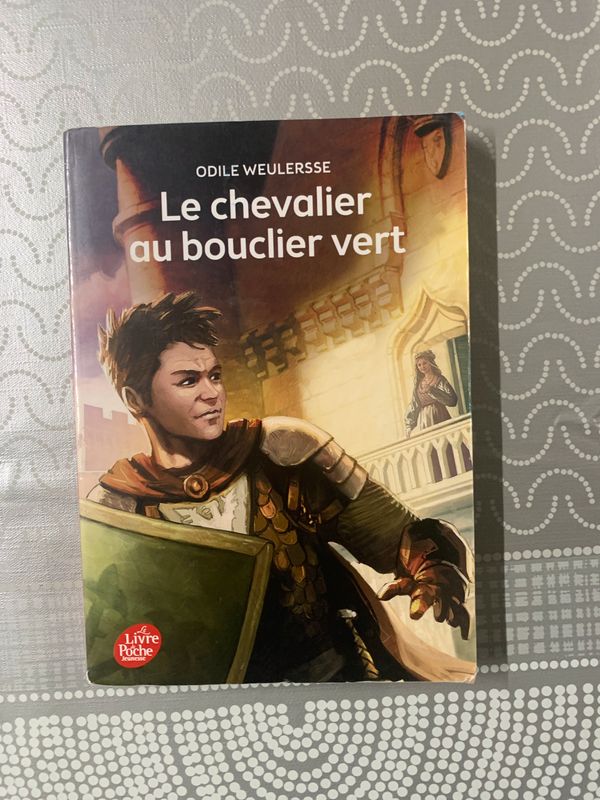 ODILE WEULERSSE
Le chevalier
au bouclier vert
Le
Livre
de
Poche
Jeunesse